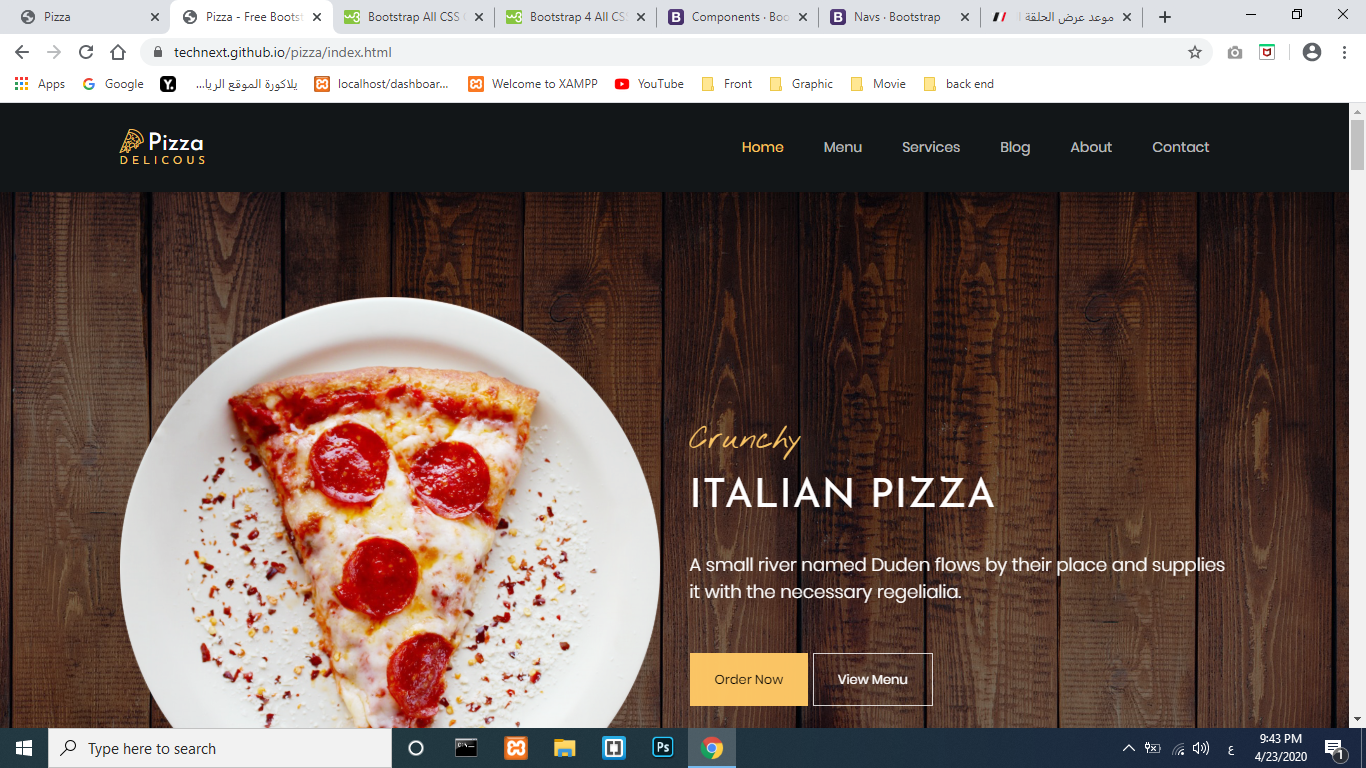 Pizza
Pizza - Free Bootst
Bootstrap All CSS
Bootstrap 4 All CSS
Components · Boo
Navs · Bootstrap
موعد عرض الحلقة
technext.github.io/pizza/index.html
Apps
Google
Y.
يلاكورة الموقع الريا...
localhost/dashboar...
Welcome to XAMPP
YouTube
Front
Graphic
Movie
back end
Pizza
DELICOUS
Home
Menu
Services
Blog
About
Contact
Crunchy
ITALIAN PIZZA
A small river named Duden flows by their place and supplies
it with the necessary regelialia.
Order Now
View Menu
Type here to search
Ps
ع
9:43 PM
4/23/2020
1